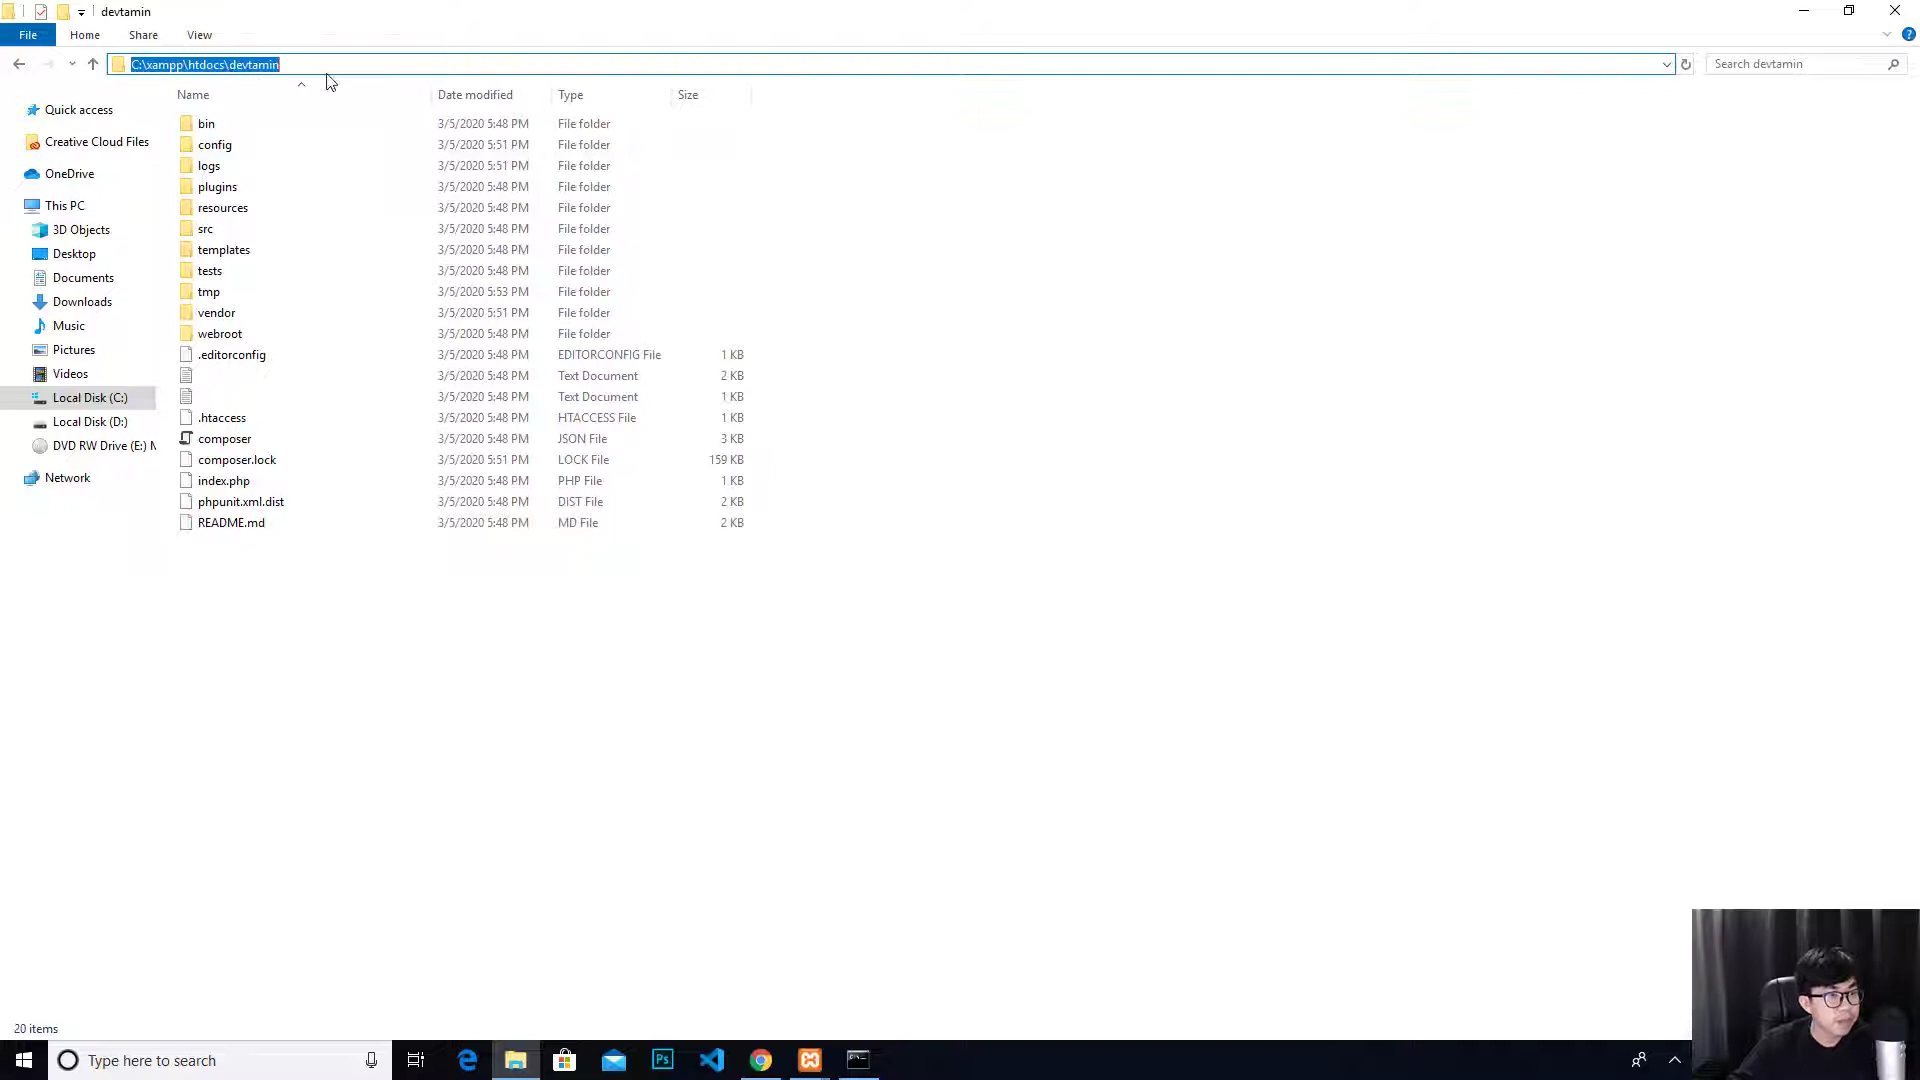 devtamin
File Home Share View
C:\xampp\htdocs\devtamin
Search devtamin
Name Date modified Type Size
Quick access
Creative Cloud Files
OneDrive
This PC
3D Objects
Desktop
Documents
Downloads
Music
Pictures
Videos
Local Disk (C:)
Local Disk (D:)
DVD RW Drive (E:) M
Network
bin 3/5/2020 5:48 PM File folder
config 3/5/2020 5:51 PM File folder
logs 3/5/2020 5:51 PM File folder
plugins 3/5/2020 5:48 PM File folder
resources 3/5/2020 5:48 PM File folder
src 3/5/2020 5:48 PM File folder
templates 3/5/2020 5:48 PM File folder
tests 3/5/2020 5:48 PM File folder
tmp 3/5/2020 5:53 PM File folder
vendor 3/5/2020 5:51 PM File folder
webroot 3/5/2020 5:48 PM File folder
.editorconfig 3/5/2020 5:48 PM EDITORCONFIG File 1 KB
3/5/2020 5:48 PM Text Document 2 KB
3/5/2020 5:48 PM Text Document 1 KB
.htaccess 3/5/2020 5:48 PM HTACCESS File 1 KB
composer 3/5/2020 5:48 PM JSON File 3 KB
composer.lock 3/5/2020 5:51 PM LOCK File 159 KB
index.php 3/5/2020 5:48 PM PHP File 1 KB
phpunit.xml.dist 3/5/2020 5:48 PM DIST File 2 KB
README.md 3/5/2020 5:48 PM MD File 2 KB
20 items
Type here to search
Ps